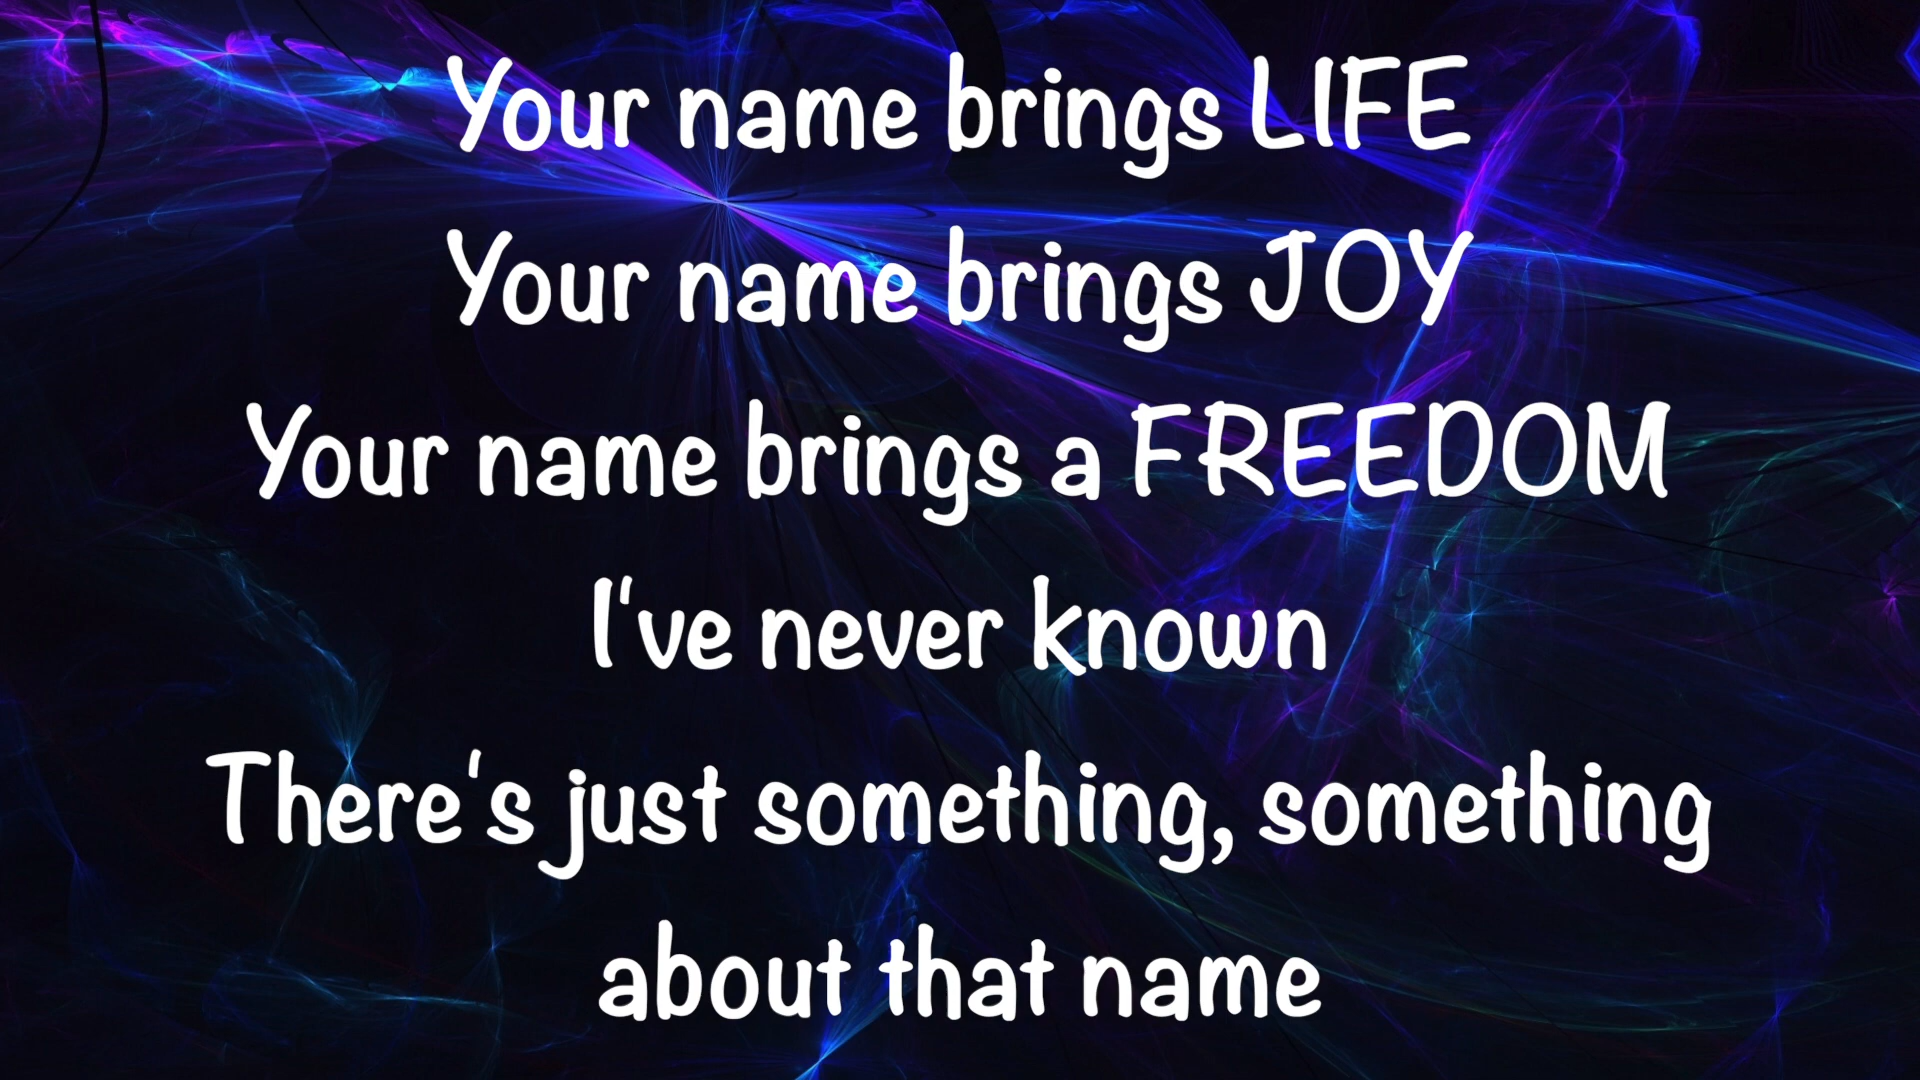 Your name brings LIFE
Your name brings JOY
Your name brings a FREEDOM
I've never known
There's just something, something
about that name